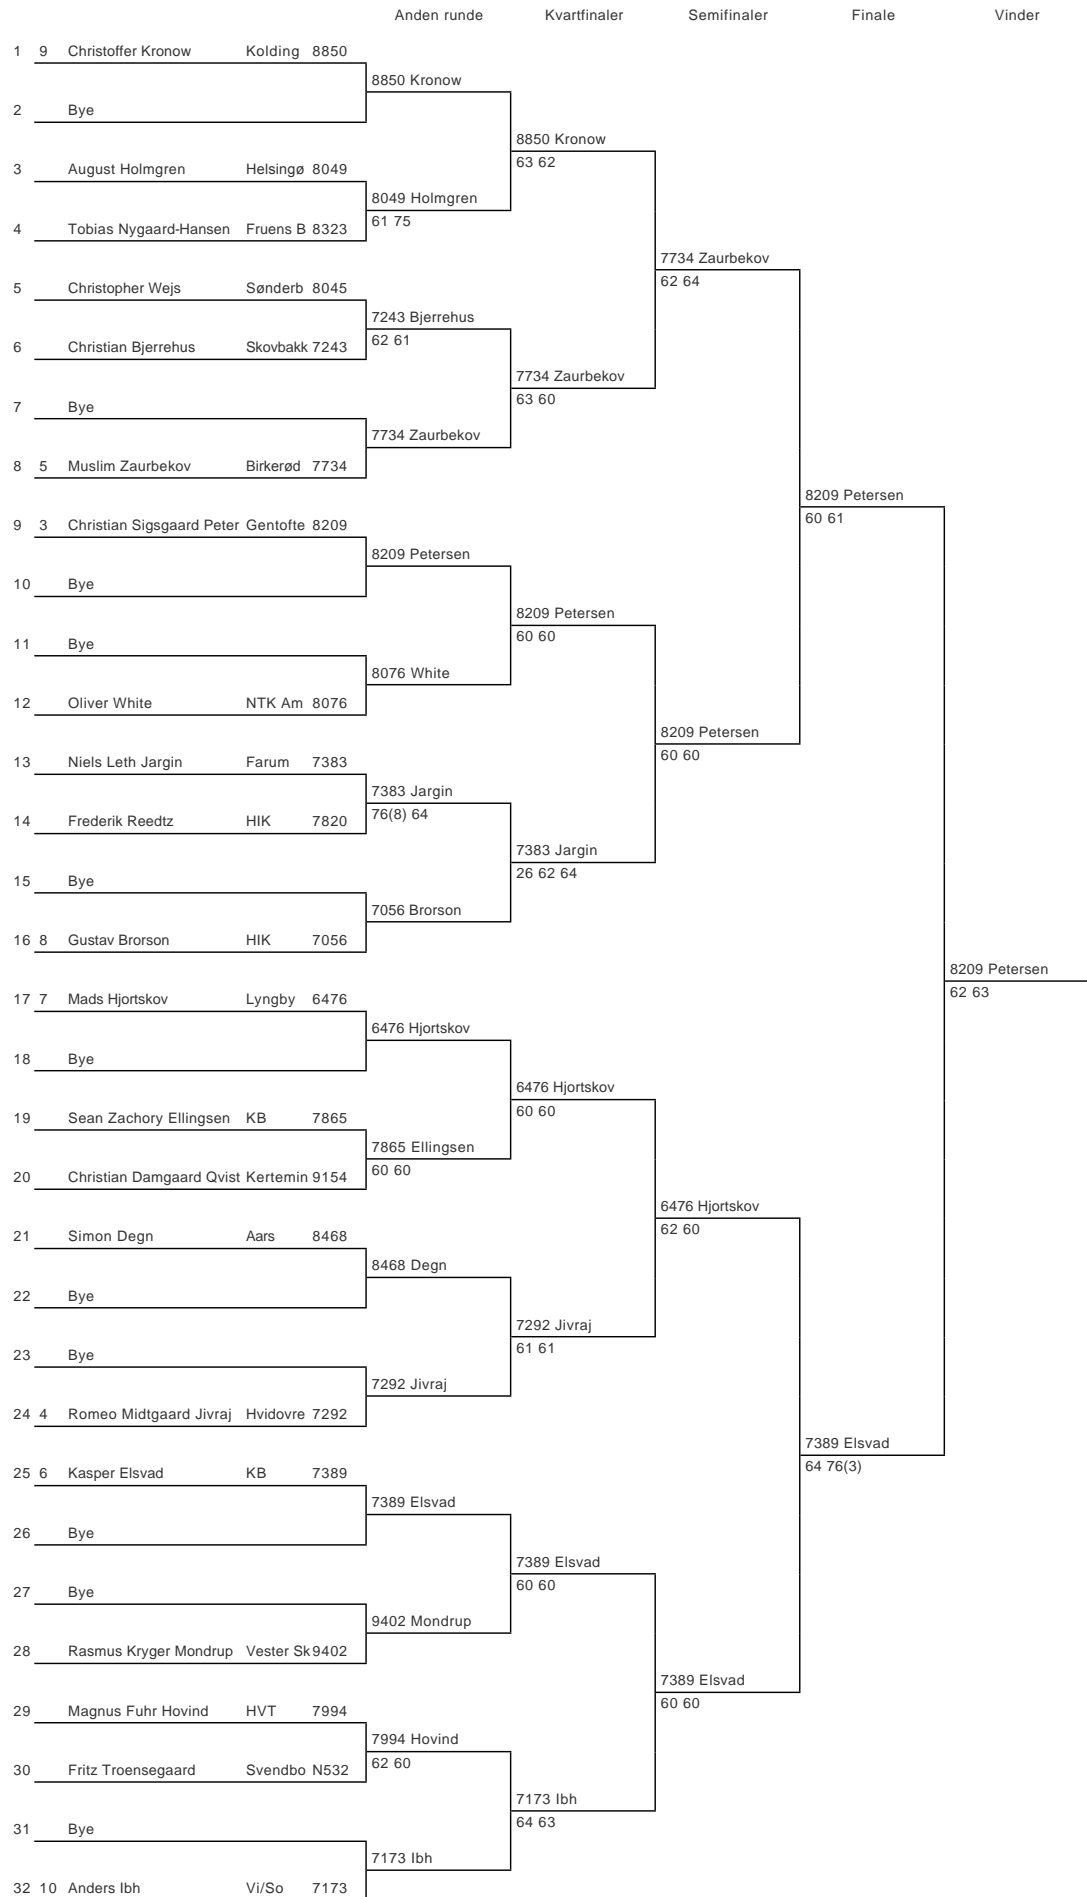 Anden runde Kvartfinaler Semifinaler Finale Vinder
1 9 Christoffer Kronow Kolding 8850
8850 Kronow
2 Bye
8850 Kronow
63 62
3 August Holmgren Helsingø 8049
8049 Holmgren
61 75
4 Tobias Nygaard-Hansen Fruens B 8323
7734 Zaurbekov
62 64
5 Christopher Wejs Sønderb 8045
7243 Bjerrehus
62 61
6 Christian Bjerrehus Skovbakk 7243
7734 Zaurbekov
63 60
7 Bye
7734 Zaurbekov
8 5 Muslim Zaurbekov Birkerød 7734
8209 Petersen
60 61
9 3 Christian Sigsgaard Peter Gentofte 8209
8209 Petersen
10 Bye
8209 Petersen
60 60
11 Bye
8076 White
12 Oliver White NTK Am 8076
8209 Petersen
60 60
13 Niels Leth Jargin Farum 7383
7383 Jargin
76(8) 64
14 Frederik Reedtz HIK 7820
7383 Jargin
26 62 64
15 Bye
7056 Brorson
16 8 Gustav Brorson HIK 7056
8209 Petersen
62 63
17 7 Mads Hjortskov Lyngby 6476
6476 Hjortskov
18 Bye
6476 Hjortskov
60 60
19 Sean Zachory Ellingsen KB 7865
7865 Ellingsen
60 60
20 Christian Damgaard Qvist Kertemin 9154
6476 Hjortskov
62 60
21 Simon Degn Aars 8468
8468 Degn
22 Bye
7292 Jivraj
61 61
23 Bye
7292 Jivraj
24 4 Romeo Midtgaard Jivraj Hvidovre 7292
7389 Elsvad
64 76(3)
25 6 Kasper Elsvad KB 7389
7389 Elsvad
26 Bye
7389 Elsvad
60 60
27 Bye
9402 Mondrup
28 Rasmus Kryger Mondrup Vester Sk 9402
7389 Elsvad
60 60
29 Magnus Fuhr Hovind HVT 7994
7994 Hovind
62 60
30 Fritz Troensegaard Svendbo N532
7173 Ibh
64 63
31 Bye
7173 Ibh
32 10 Anders Ibh Vi/So 7173